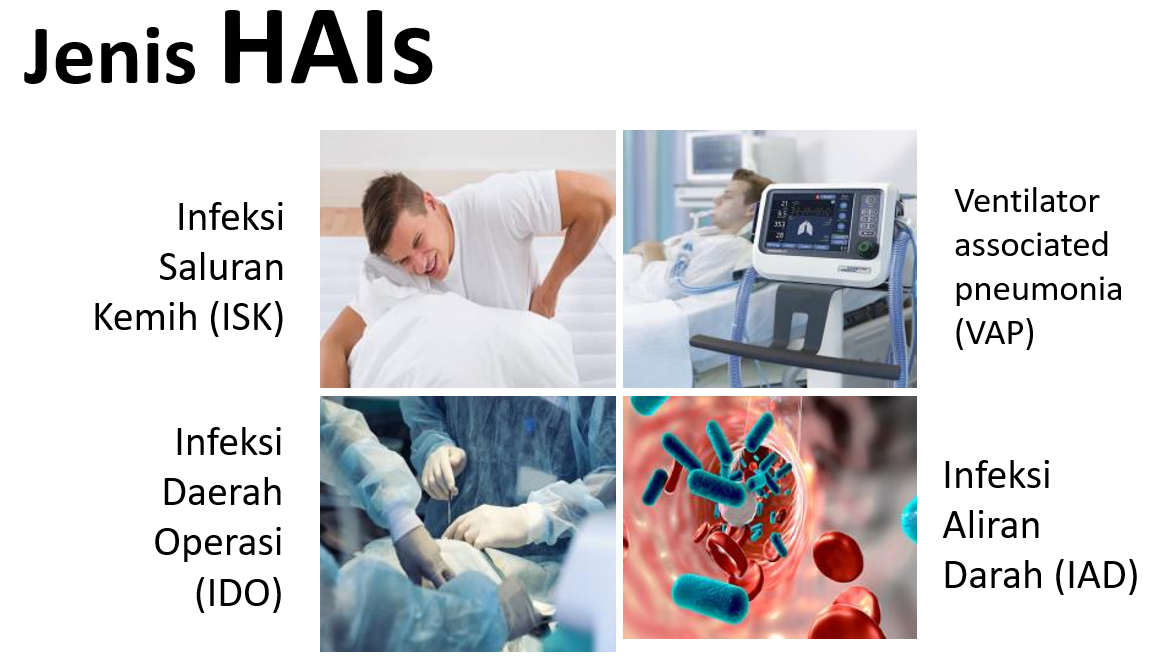 Jenis HAIs
Infeksi
Saluran
Kemih (ISK)
Ventilator
associated
pneumonia
(VAP)
Infeksi
Daerah
Operasi
(IDO)
Infeksi
Aliran
Darah (IAD)